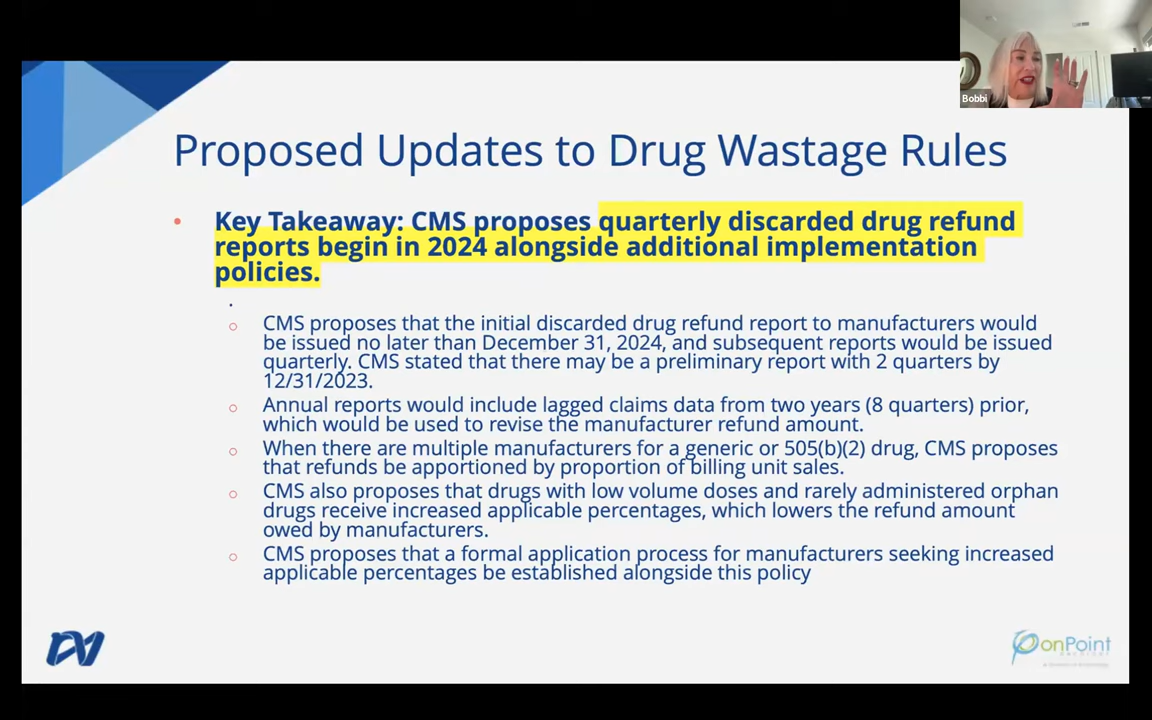 Bobbi
Proposed Updates to Drug Wastage Rules
• Key Takeaway: CMS proposes quarterly discarded drug refund
reports begin in 2024 alongside additional implementation
policies.
.
○ CMS proposes that the initial discarded drug refund report to manufacturers would
be issued no later than December 31, 2024, and subsequent reports would be issued
quarterly. CMS stated that there may be a preliminary report with 2 quarters by
12/31/2023.
○ Annual reports would include lagged claims data from two years (8 quarters) prior,
which would be used to revise the manufacturer refund amount.
○ When there are multiple manufacturers for a generic or 505(b)(2) drug, CMS proposes
that refunds be apportioned by proportion of billing unit sales.
○ CMS also proposes that drugs with low volume doses and rarely administered orphan
drugs receive increased applicable percentages, which lowers the refund amount
owed by manufacturers.
○ CMS proposes that a formal application process for manufacturers seeking increased
applicable percentages be established alongside this policy
onPoint